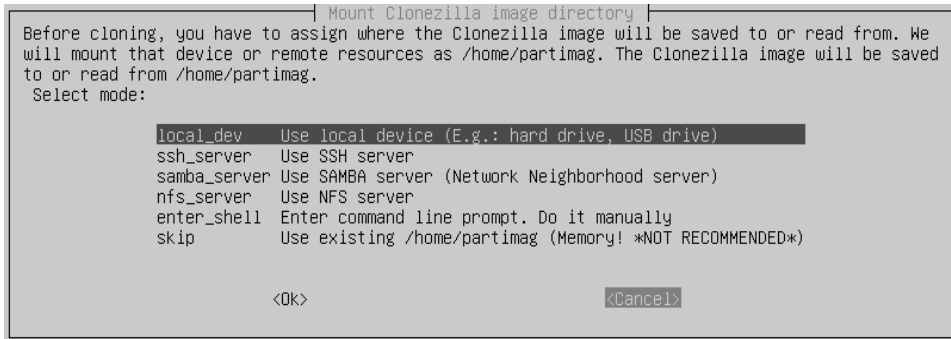 Mount Clonezilla image directory
Before cloning, you have to assign where the Clonezilla image will be saved to or read from. We
will mount that device or remote resources as /home/partimag. The Clonezilla image will be saved
to or read from /home/partimag.
Select mode:
local_dev Use local device (E.g.: hard drive, USB drive)
ssh_server Use SSH server
samba_server Use SAMBA server (Network Neighborhood server)
nfs_server Use NFS server
enter_shell Enter command line prompt. Do it manually
skip Use existing /home/partimag (Memory! *NOT RECOMMENDED*)
<Ok> <Cancel>